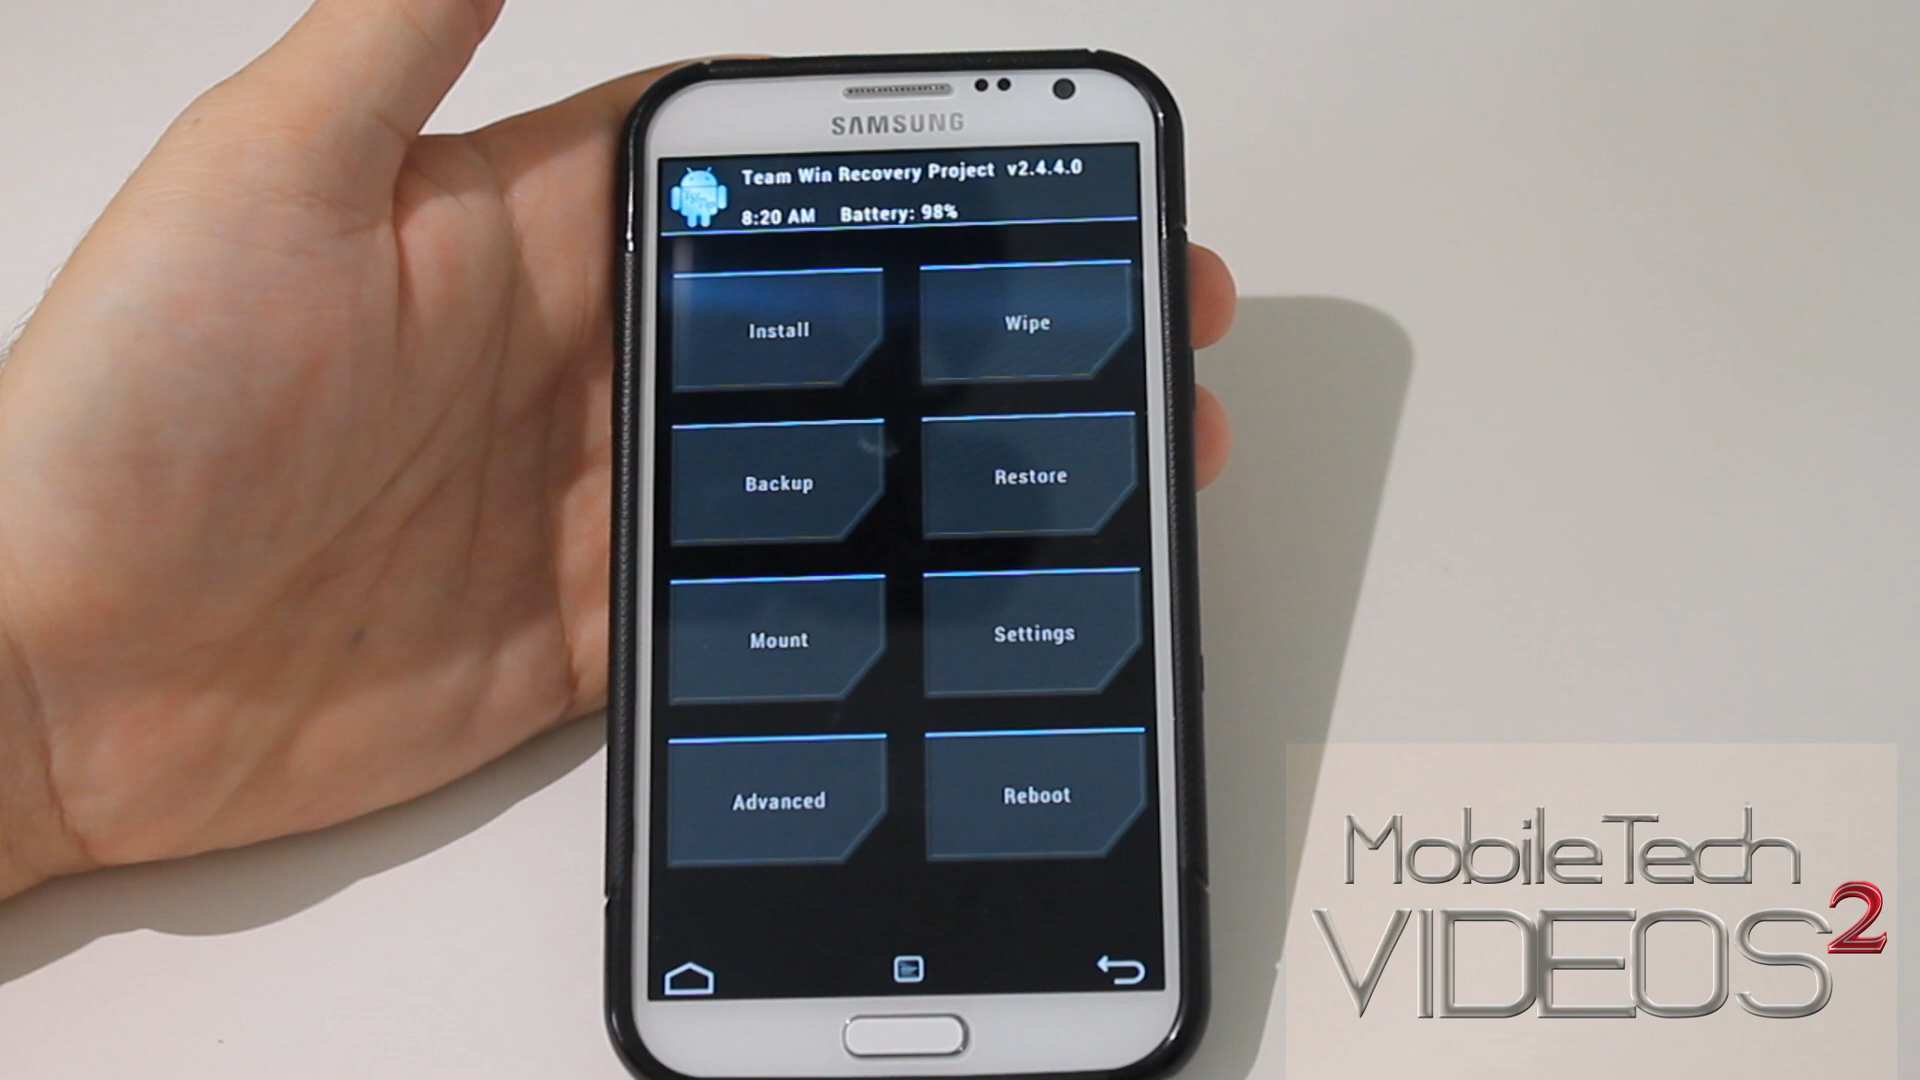 SAMSUNG
Team Win Recovery Project v2.4.4.0
8:20 AM Battery: 98%
Install
Wipe
Backup
Restore
Mount
Settings
Advanced
Reboot
MobileTech
VIDEOS2